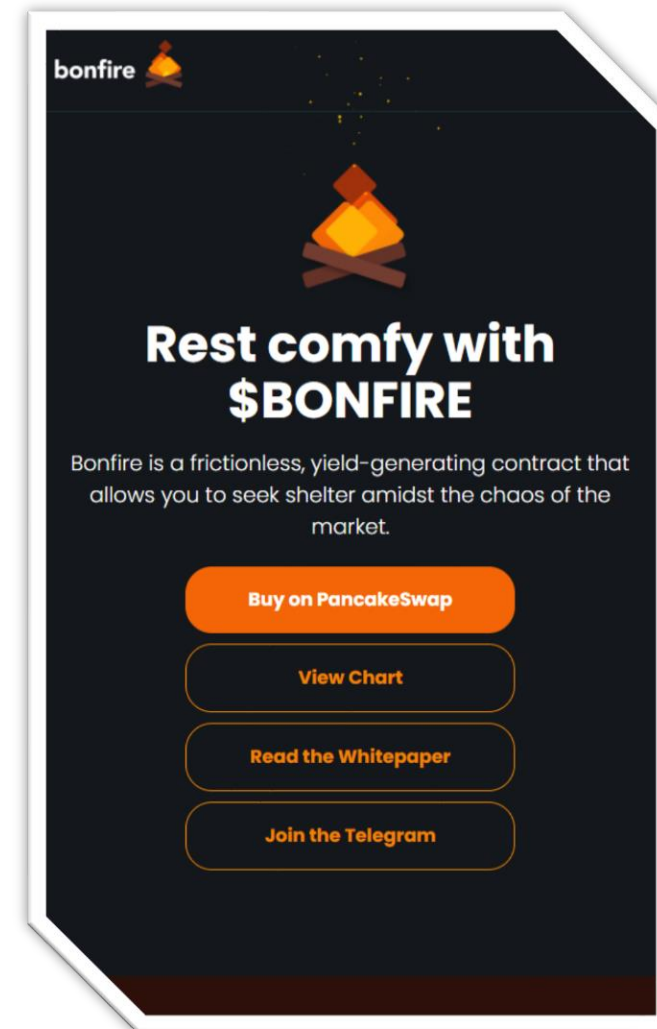 bonfire
Rest comfy with
$BONFIRE
Bonfire is a frictionless, yield-generating contract that
allows you to seek shelter amidst the chaos of the
market.
Buy on PancakeSwap
View Chart
Read the Whitepaper
Join the Telegram